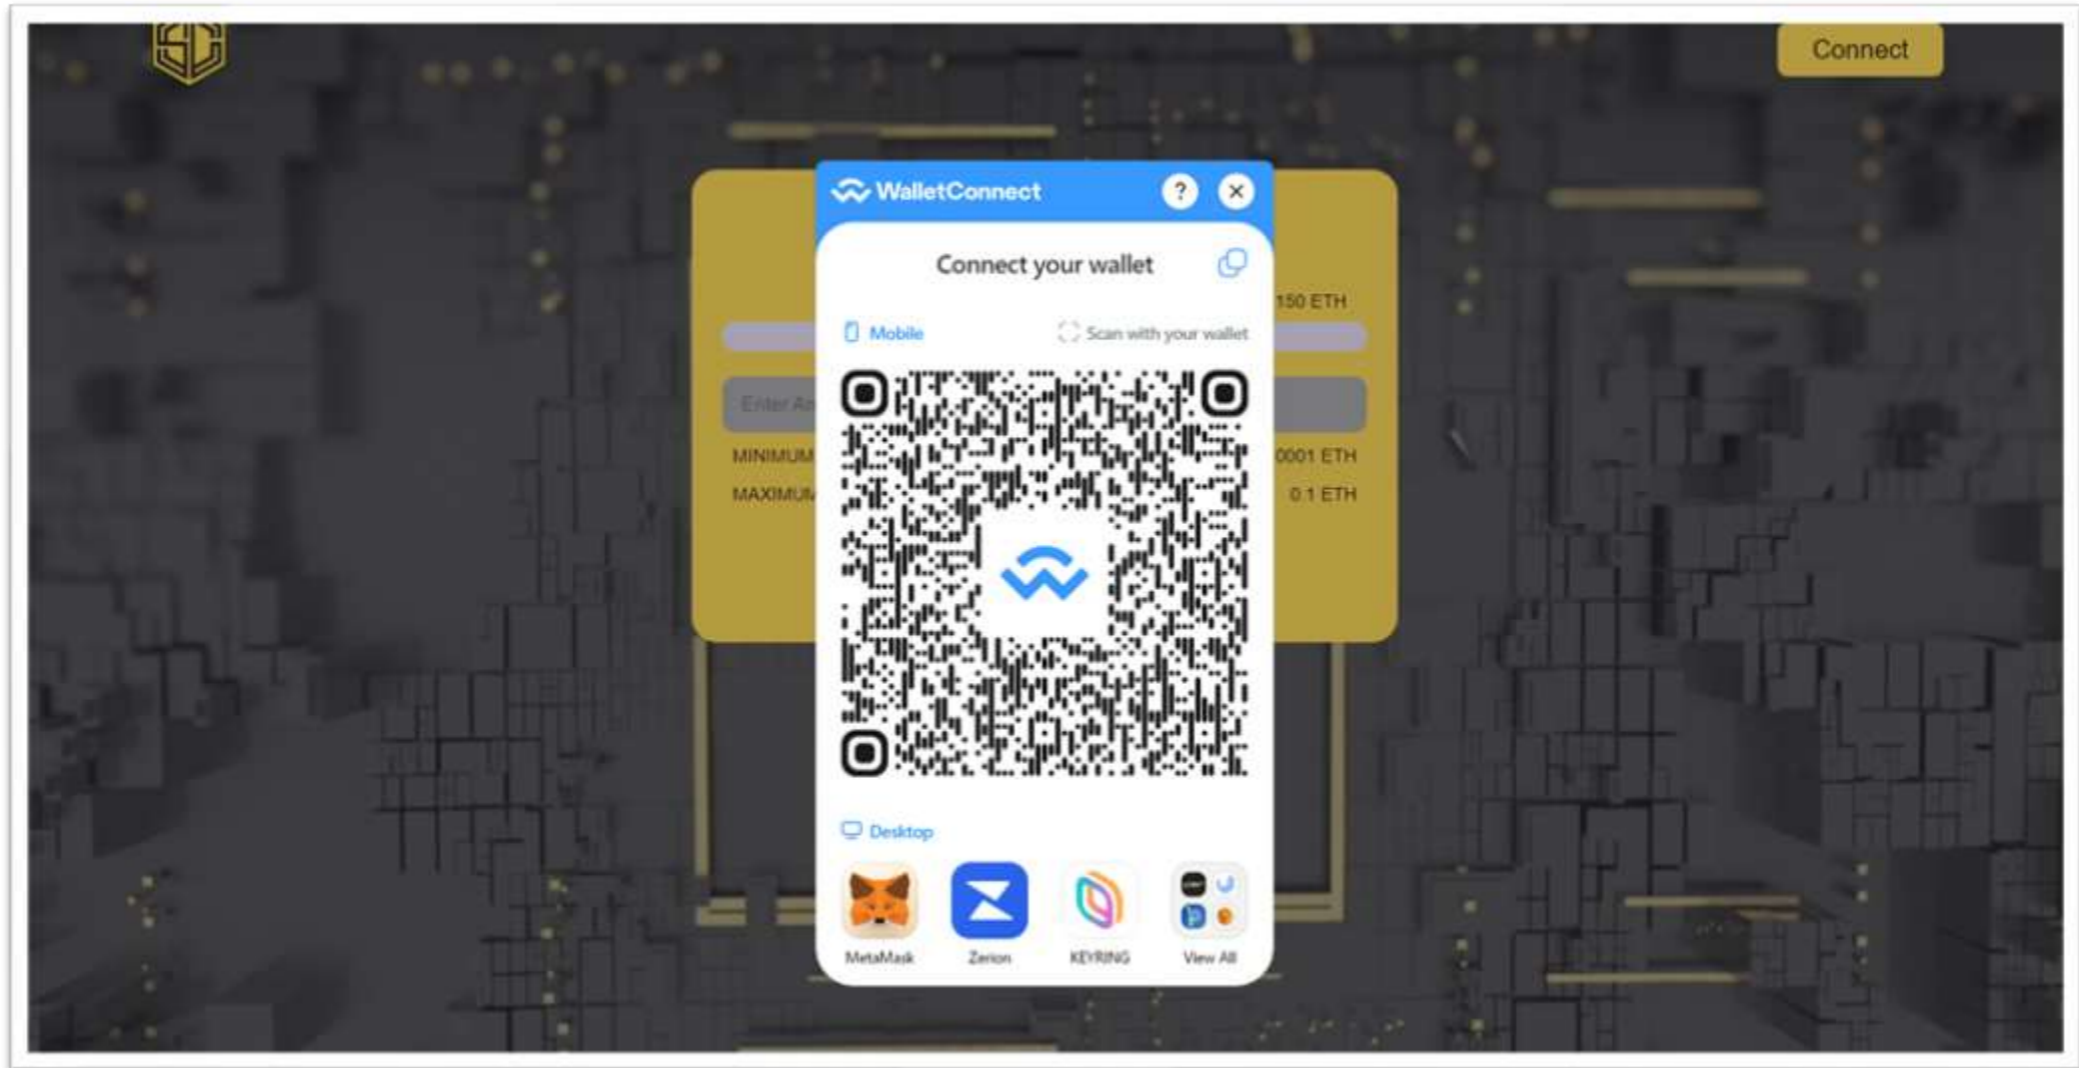 Connect
WalletConnect
?
Connect your wallet
150 ETH
Mobile
Scan with your wallet
Enter
MINIMUM
0001 ETH
MAXIMUM
0.1 ETH
Desktop
MetaMask
Zerion
KEYRING
View All